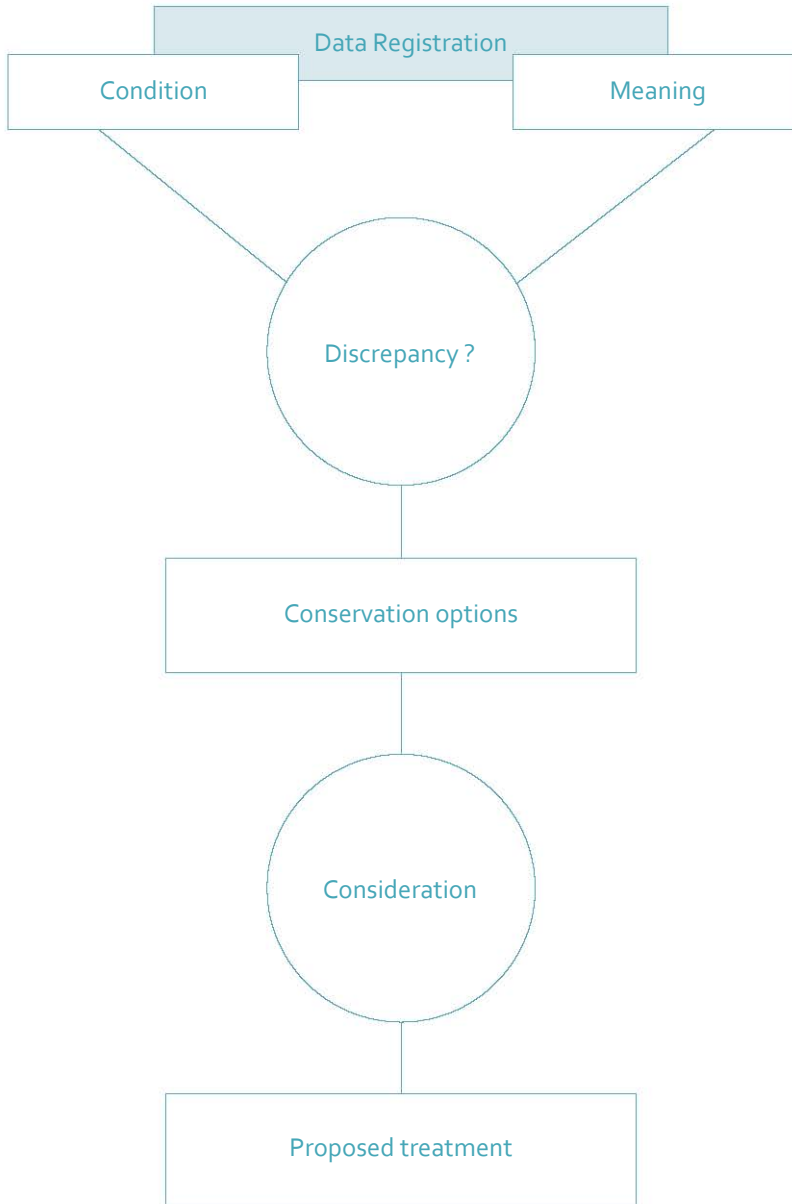 Data Registration
Condition
Meaning
Discrepancy ?
Conservation options
Consideration
Proposed treatment